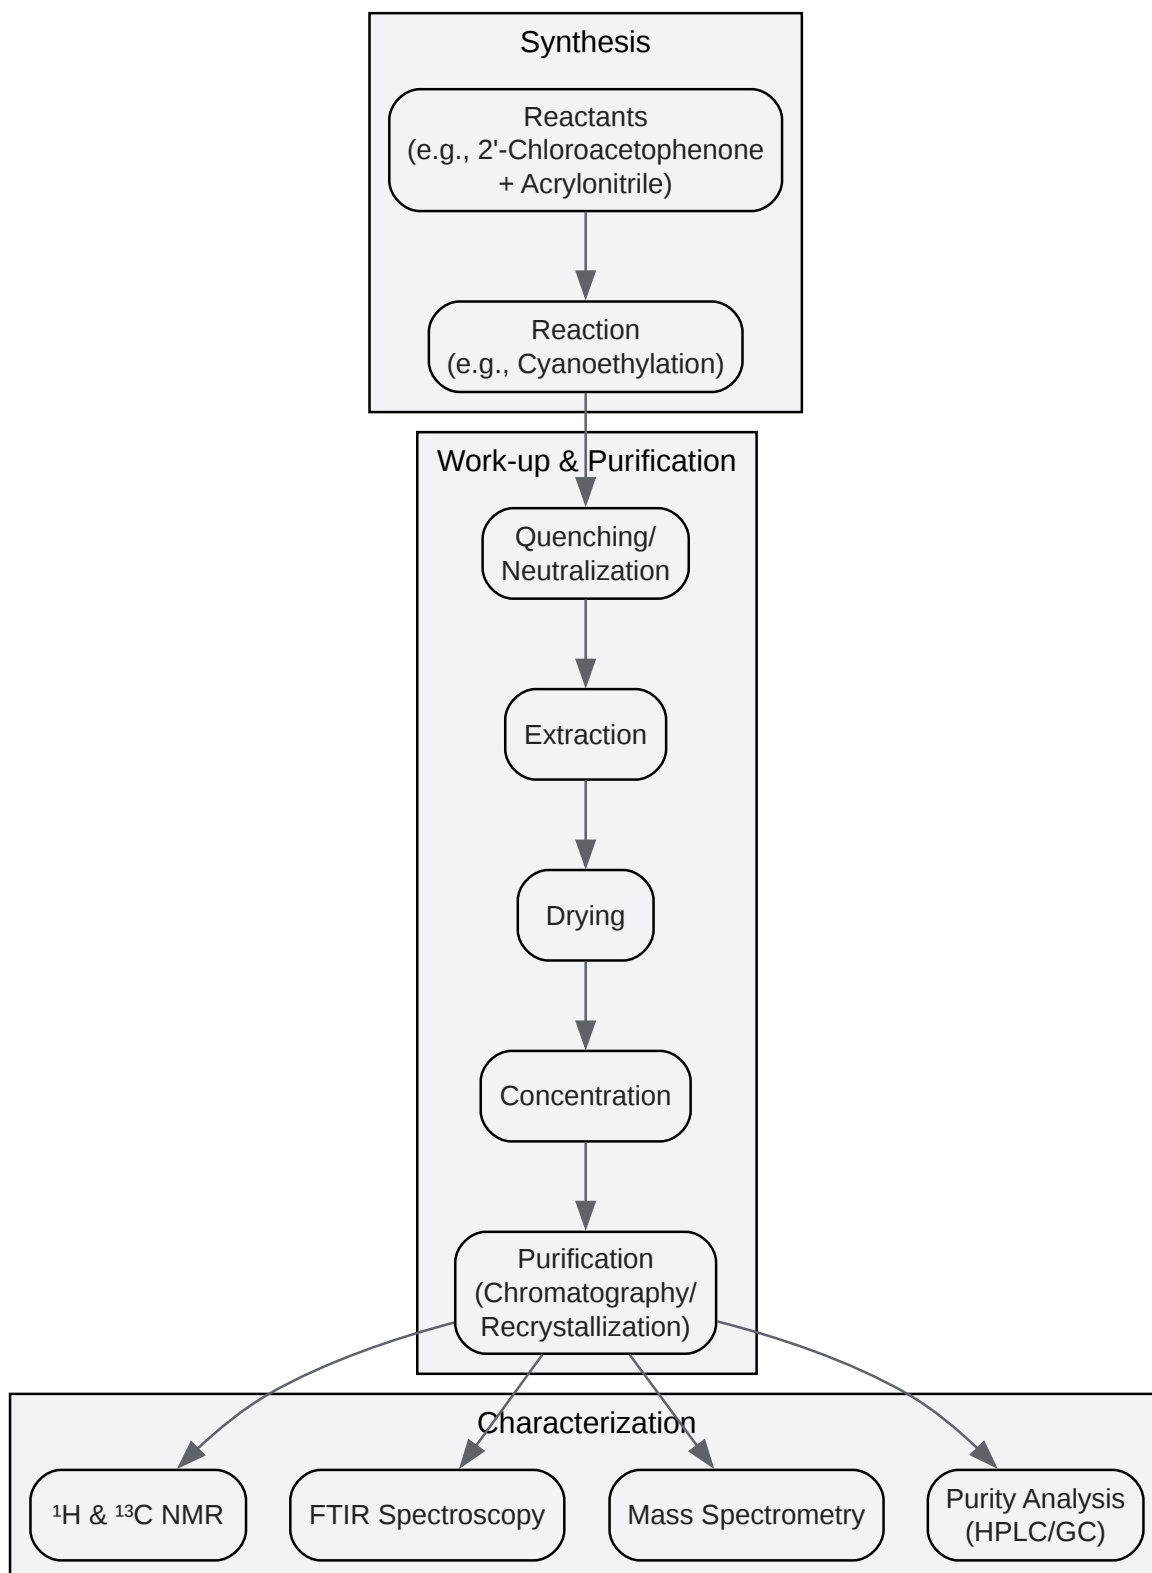 Synthesis
Reactants
(e.g., 2'-Chloroacetophenone
+ Acrylonitrile)
Reaction
(e.g., Cyanoethylation)
Work-up & Purification
Quenching/
Neutralization
Extraction
Drying
Concentration
Purification
(Chromatography/
Recrystallization)
Characterization
¹H & ¹³C NMR
FTIR Spectroscopy
Mass Spectrometry
Purity Analysis
(HPLC/GC)